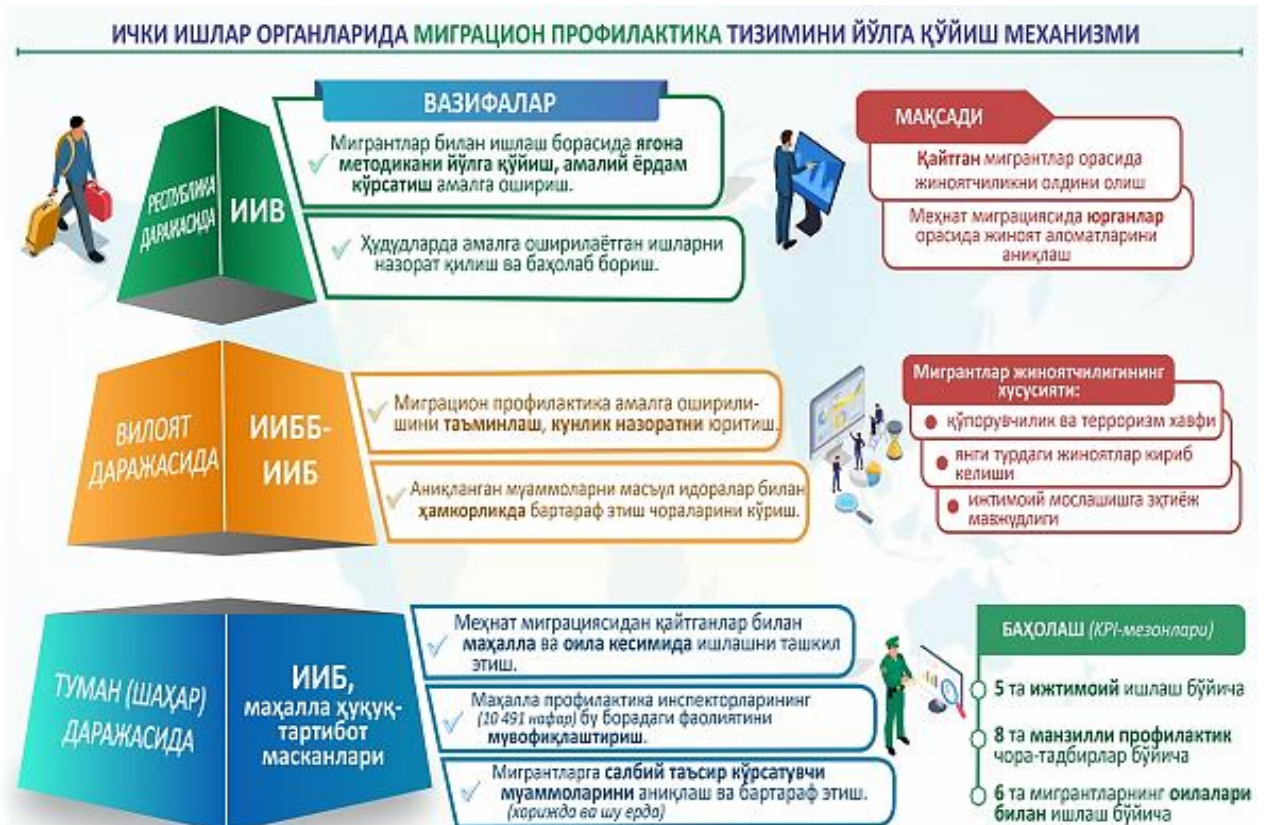 ИЧКИ ИШЛАР ОРГАНЛАРИДА МИГРАЦИОН ПРОФИЛАКТИКА ТИЗИМИНИ ЙЎЛГА ҚЎЙИШ МЕХАНИЗМИ
РЕСПУБЛИКА
ДАРАЖАСИДА
ИИВ
ВАЗИФАЛАР
Мигрантлар билан ишлаш борасида ягона
методикани йўлга қўйиш, амалий ёрдам
кўрсатиш амалга ошириш.
Ҳудудларда амалга оширилаётган ишларни
назорат қилиш ва баҳолаб бориш.
МАҚСАДИ
Қайтган мигрантлар орасида
жиноятчиликни олдини олиш
Меҳнат миграциясида юрганлар
орасида жиноят аломатларини
аниқлаш
ВИЛОЯТ
ДАРАЖАСИДА
ИИББ-
ИИБ
Миграцион профилактика амалга оширили-
шини таъминлаш, кунлик назоратни юритиш.
Аниқланган муаммоларни масъул идоралар билан
ҳамкорликда бартараф этиш чораларини кўриш.
Мигрантлар жиноятчилигининг
хусусияти:
қўпорувчилик ва терроризм хавфи
янги турдаги жиноятлар кириб
келиши
ижтимоий мослашишга эҳтиёж
мавжудлиги
ТУМАН (ШАҲАР)
ДАРАЖАСИДА
ИИБ,
маҳалла ҳуқуқ-
тартибот
масканлари
Меҳнат миграциясидан қайтганлар билан
маҳалла ва оила кесимида ишлашни ташкил
этиш.
Маҳалла профилактика инспекторларининг
(10 491 нафар) бу борадаги фаолиятини
мувофиқлаштириш.
Мигрантларга салбий таъсир кўрсатувчи
муаммоларини аниқлаш ва бартараф этиш.
(хорижда ва шу ерда)
БАҲОЛАШ (KPI-мезонлари)
5 та ижтимоий ишлаш бўйича
8 та манзилли профилактик
чора-тадбирлар бўйича
6 та мигрантларнинг оилалари
билан ишлаш бўйича